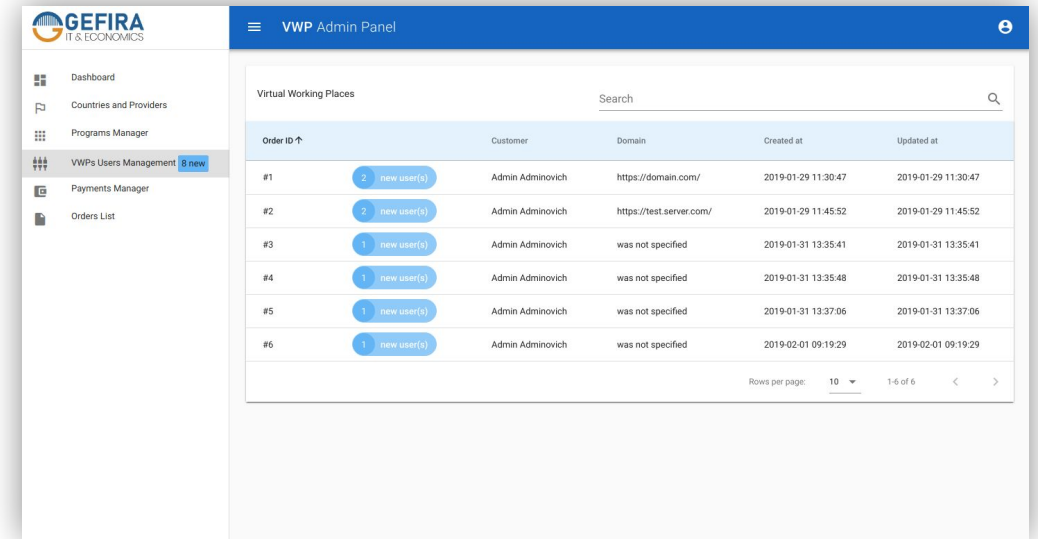 GEFIRA
IT & ECONOMICS
VWP Admin Panel
Dashboard
Countries and Providers
Programs Manager
VWPs Users Management 8 new
Payments Manager
Orders List
Virtual Working Places
Search
Order ID Customer Domain Created at Updated at
#1 2 new user(s) Admin Adminovich https://domain.com/ 2019-01-29 11:30:47 2019-01-29 11:30:47
#2 2 new user(s) Admin Adminovich https://test.server.com/ 2019-01-29 11:45:52 2019-01-29 11:45:52
#3 1 new user(s) Admin Adminovich was not specified 2019-01-31 13:35:41 2019-01-31 13:35:41
#4 1 new user(s) Admin Adminovich was not specified 2019-01-31 13:35:48 2019-01-31 13:35:48
#5 1 new user(s) Admin Adminovich was not specified 2019-01-31 13:37:06 2019-01-31 13:37:06
#6 1 new user(s) Admin Adminovich was not specified 2019-02-01 09:19:29 2019-02-01 09:19:29
Rows per page: 10 1-6 of 6